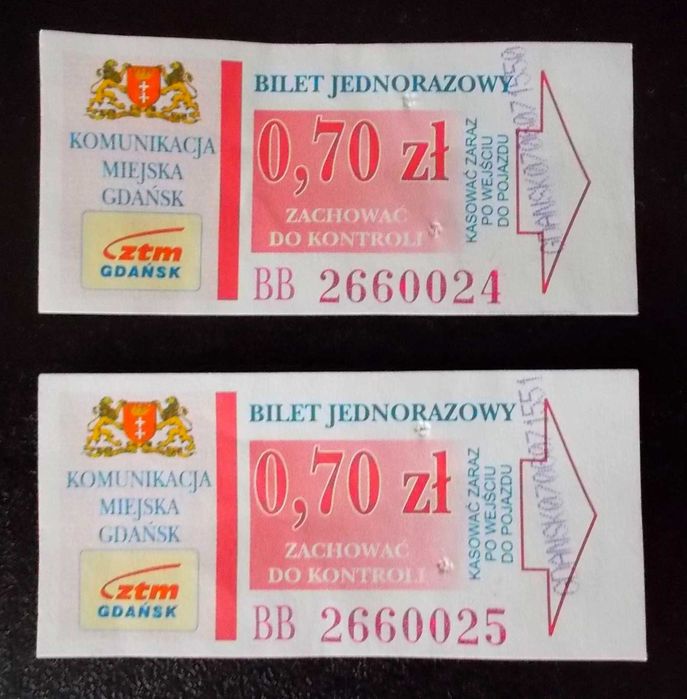 KOMUNIKACJA
MIEJSKA
GDAŃSK
ztm
GDAŃSK
BILET JEDNORAZOWY
0,70 zł
ZACHOWAĆ
DO KONTROLI
BB 2660024
KASOWAĆ ZARAZ
PO WEJŚCIU
DO POJAZDU
KOMUNIKACJA
MIEJSKA
GDAŃSK
ztm
GDAŃSK
BILET JEDNORAZOWY
0,70 zł
ZACHOWAĆ
DO KONTROLI
BB 2660025
KASOWAĆ ZARAZ
PO WEJŚCIU
DO POJAZDU